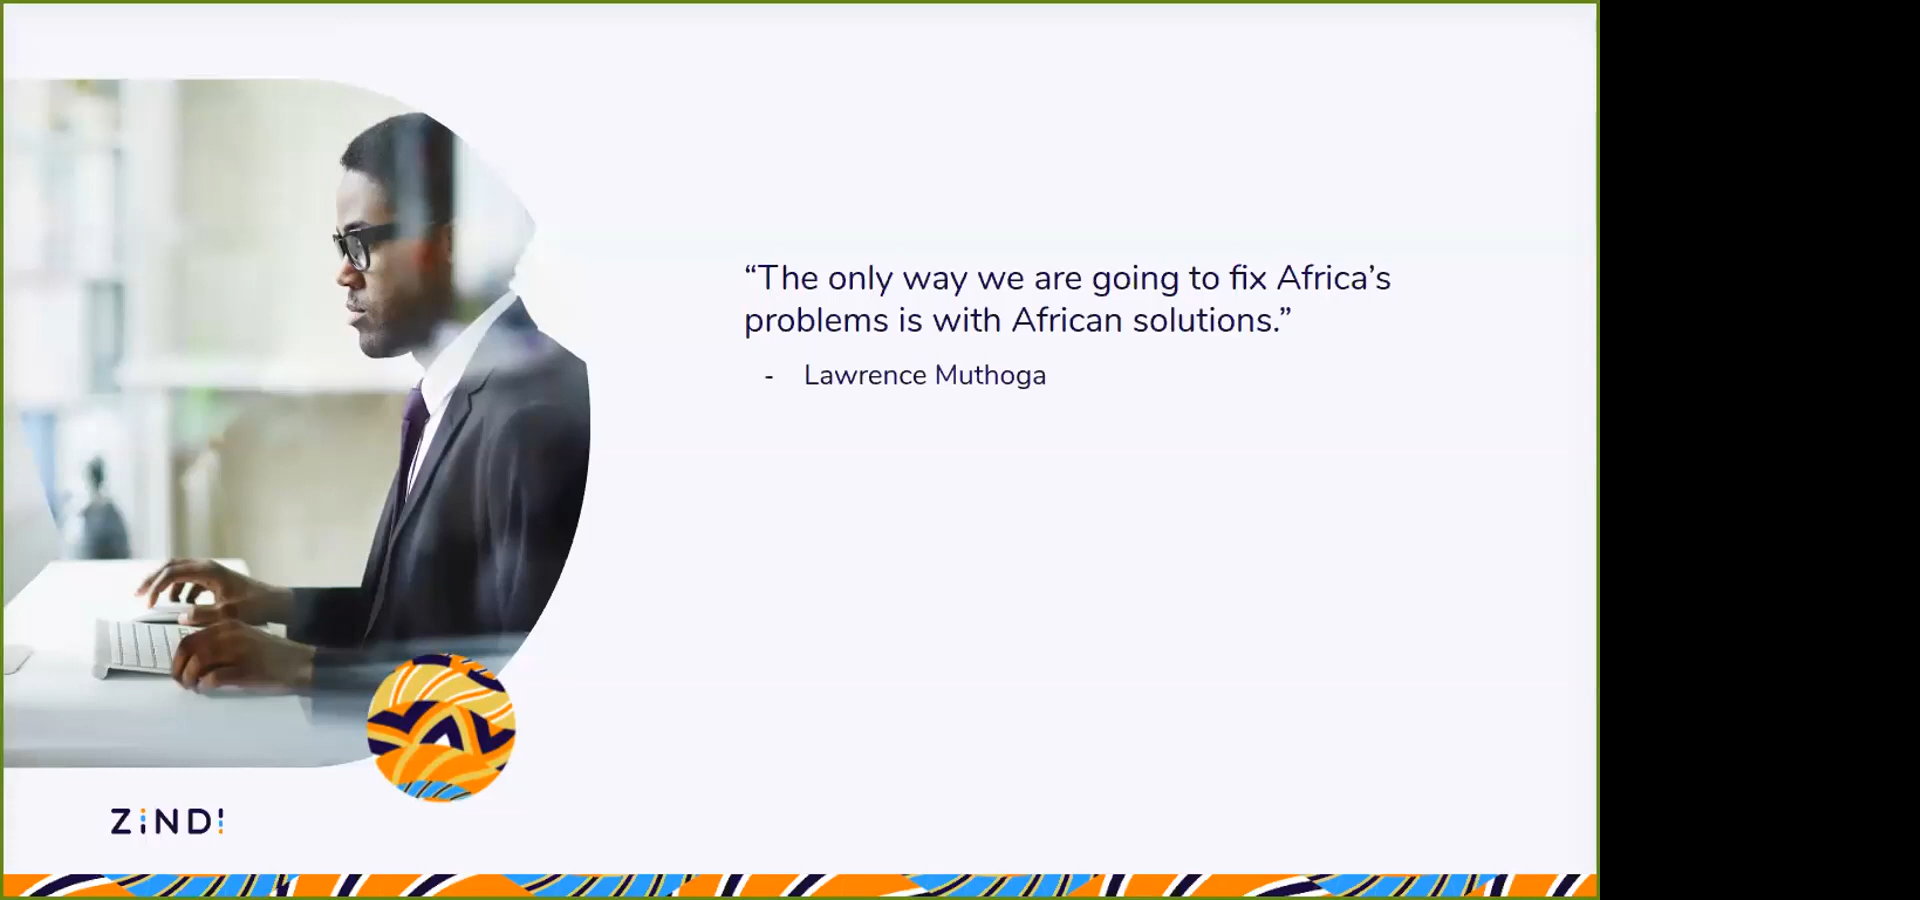 “The only way we are going to fix Africa’s
problems is with African solutions.”
- Lawrence Muthoga
ZiNDi